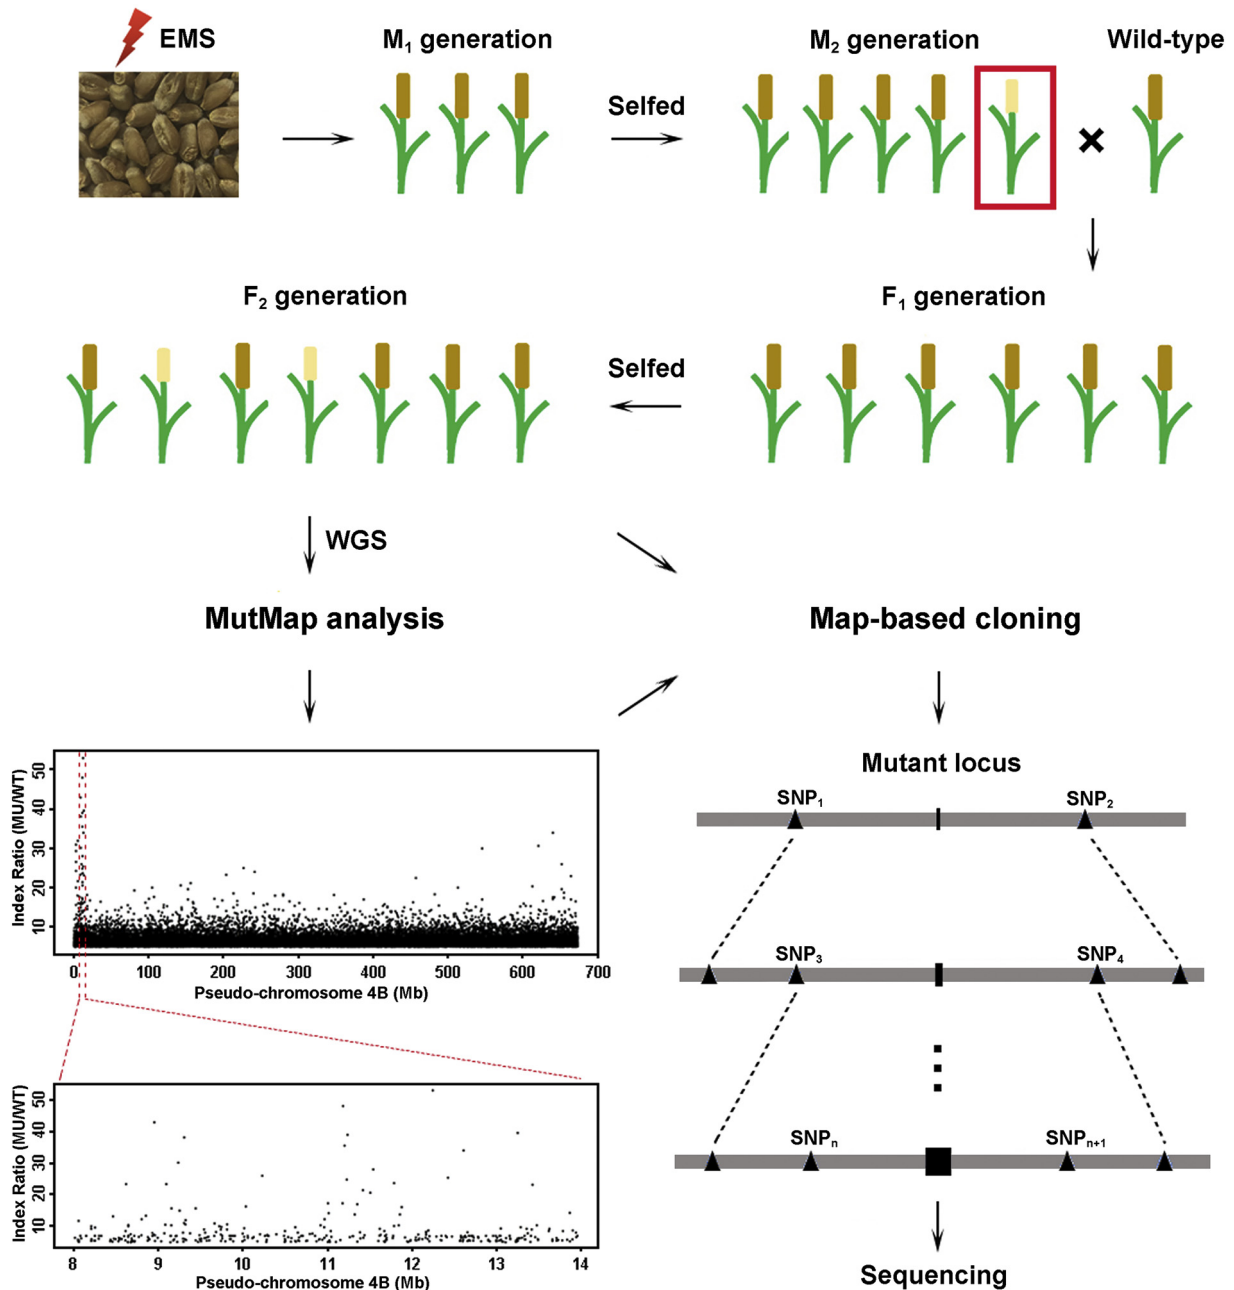 EMS
M₁ generation
M₂ generation
Wild-type
Selfed
F₂ generation
F₁ generation
Selfed
WGS
MutMap analysis
Map-based cloning
Index Ratio (MU/WT)
50
40
30
20
10
0 100 200 300 400 500 600 700
Pseudo-chromosome 4B (Mb)
Index Ratio (MU/WT)
50
40
30
20
10
8 9 10 11 12 13 14
Pseudo-chromosome 4B (Mb)
Mutant locus
SNP₁ SNP₂
SNP₃ SNP₄
SNPₙ SNPₙ₊₁
Sequencing